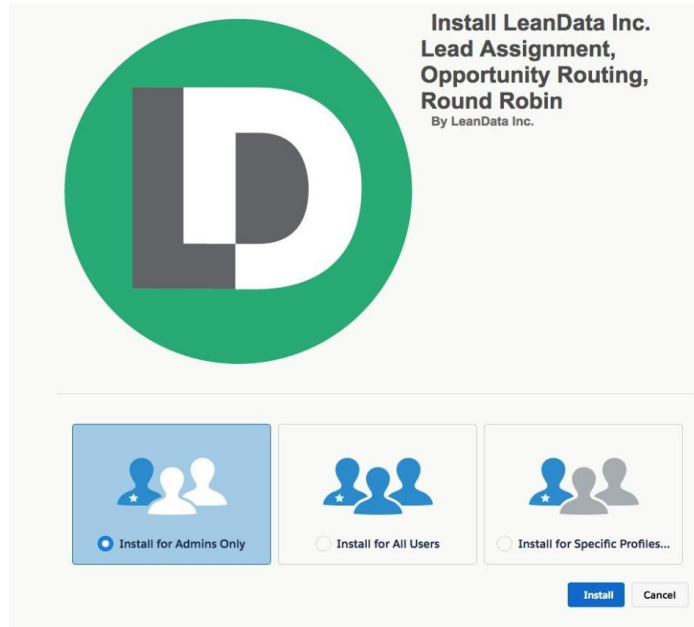 Install LeanData Inc.
Lead Assignment,
Opportunity Routing,
Round Robin
By LeanData Inc.
LD
Install for Admins Only
Install for All Users
Install for Specific Profiles...
Install
Cancel